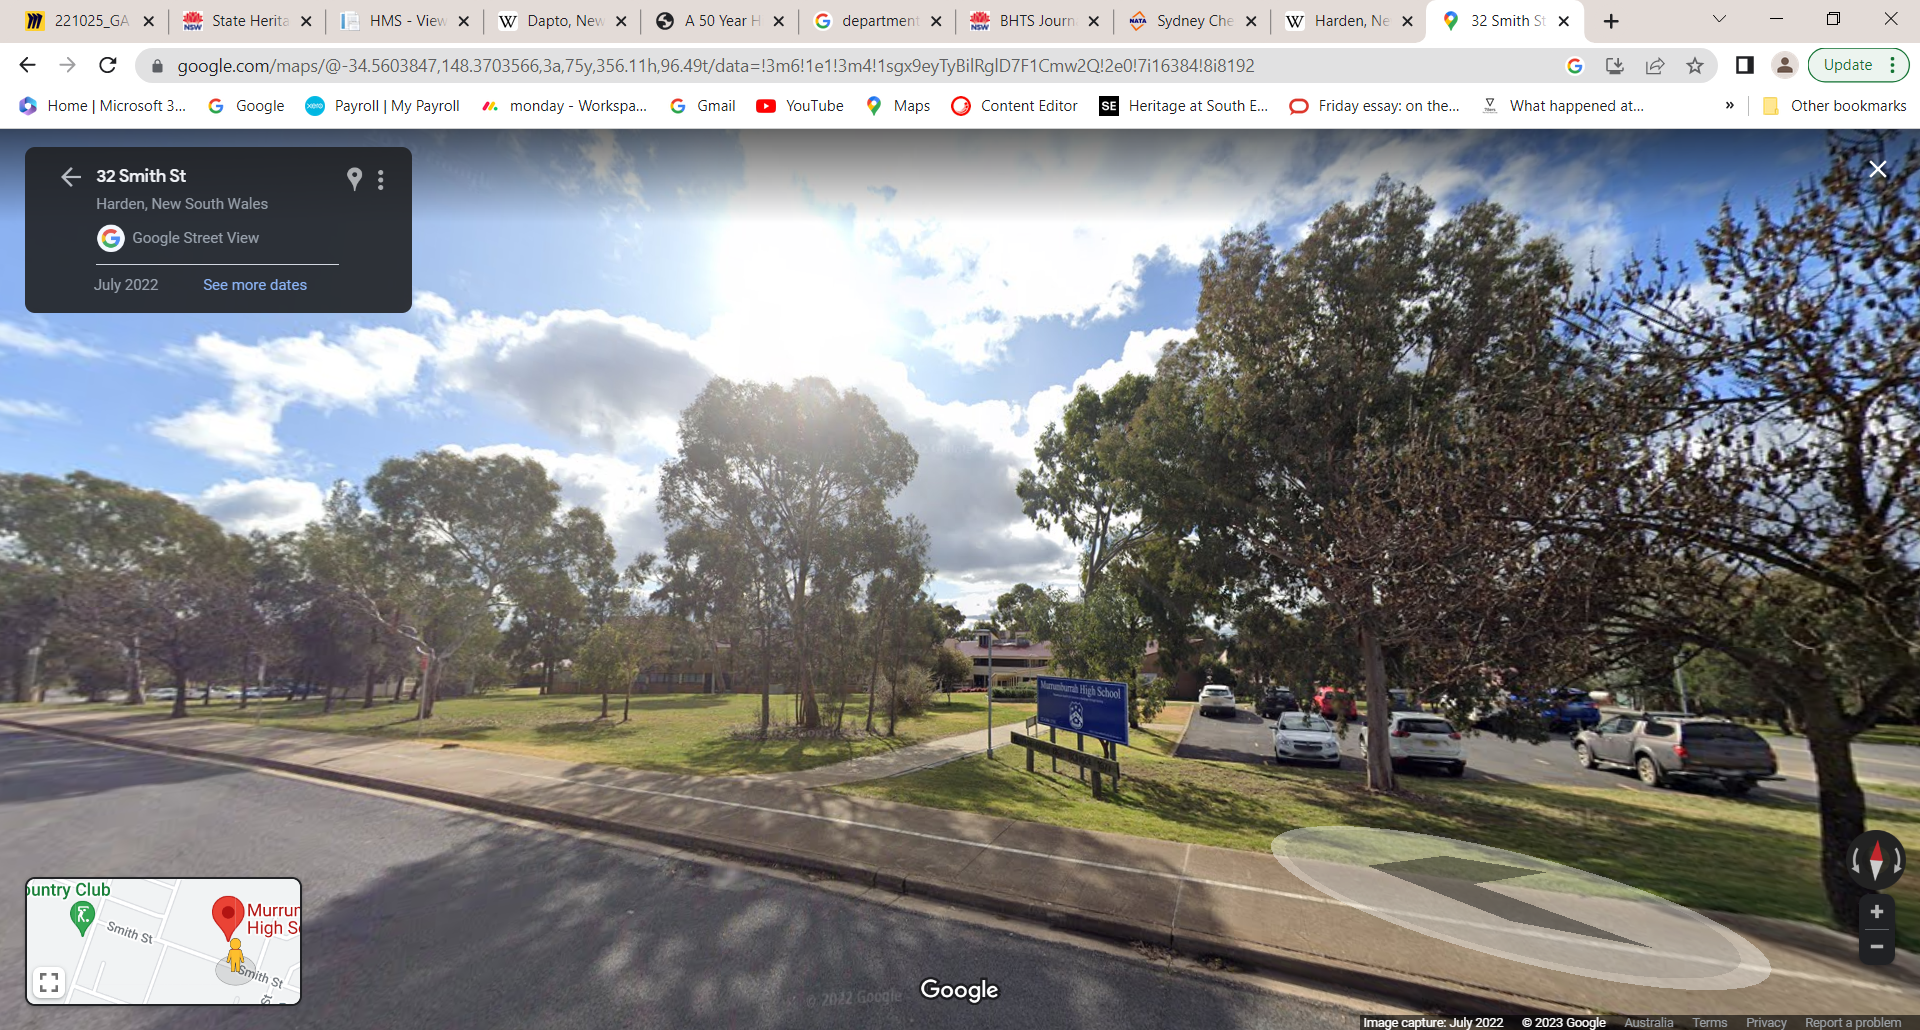 221025_GA
State Herita
HMS - View
Dapto, New
A 50 Year H
department
BHTS Journ
Sydney Che
Harden, Ne
32 Smith St
google.com/maps/@-34.5603847,148.3703566,3a,75y,356.11h,96.49t/data=!3m6!1e1!3m4!1sgx9eyTyBilRglD7F1Cmw2Q!2e0!7i16384!8i8192
Update
Home | Microsoft 3...
Google
Payroll | My Payroll
monday - Workspa...
Gmail
YouTube
Maps
Content Editor
SE
Heritage at South E...
Friday essay: on the...
What happened at...
»
Other bookmarks
32 Smith St
Harden, New South Wales
Google Street View
July 2022
See more dates
Murrumburrah High School
ountry Club
Smith St
Murrur
High S
Smith St
St
© 2022 Google
Google
Image capture: July 2022
© 2023 Google
Australia
Terms
Privacy
Report a problem